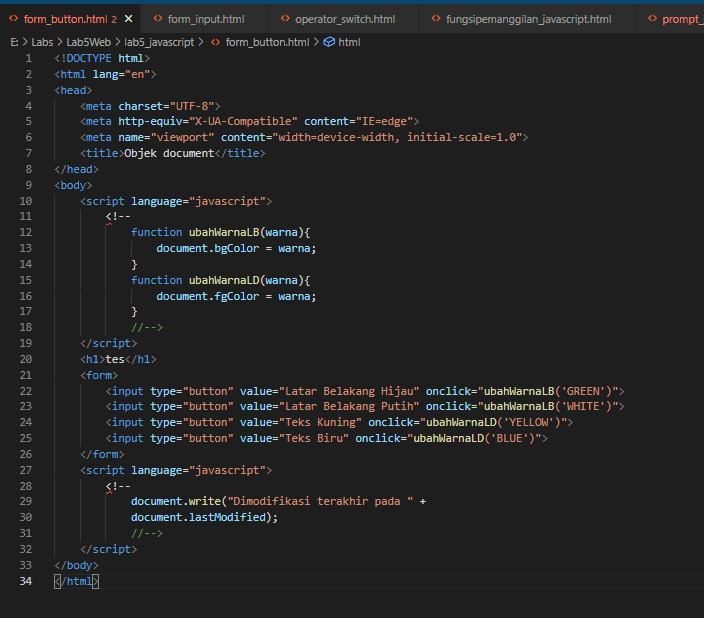 form_button.html 2 × form_input.html operator_switch.html fungsipemanggilan_javascript.html prompt_
E: > Labs > Lab5Web > lab5_javascript > form_button.html > html
1 <!DOCTYPE html>
2 <html lang="en">
3 <head>
4 <meta charset="UTF-8">
5 <meta http-equiv="X-UA-Compatible" content="IE=edge">
6 <meta name="viewport" content="width=device-width, initial-scale=1.0">
7 <title>Objek document</title>
8 </head>
9 <body>
10 <script language="javascript">
11 <!--
12 function ubahWarnaLB(warna){
13 document.bgColor = warna;
14 }
15 function ubahWarnaLD(warna){
16 document.fgColor = warna;
17 }
18 //-->
19 </script>
20 <h1>tes</h1>
21 <form>
22 <input type="button" value="Latar Belakang Hijau" onclick="ubahWarnaLB('GREEN')">
23 <input type="button" value="Latar Belakang Putih" onclick="ubahWarnaLB('WHITE')">
24 <input type="button" value="Teks Kuning" onclick="ubahWarnaLD('YELLOW')">
25 <input type="button" value="Teks Biru" onclick="ubahWarnaLD('BLUE')">
26 </form>
27 <script language="javascript">
28 <!--
29 document.write("Dimodifikasi terakhir pada " +
30 document.lastModified);
31 //-->
32 </script>
33 </body>
34 </html>